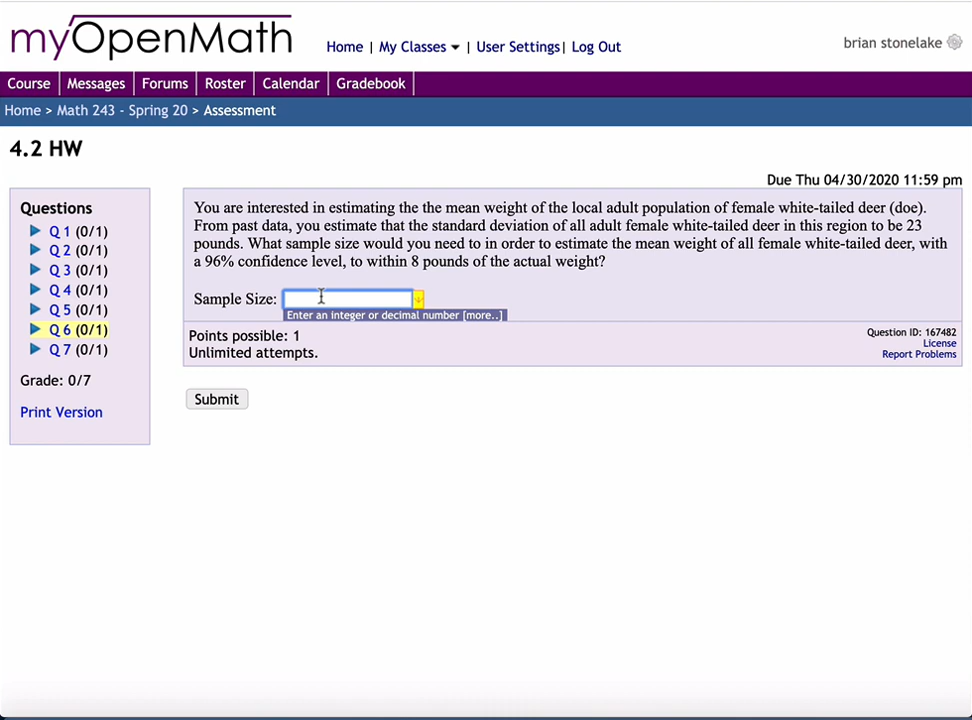 myOpenMath
Home | My Classes | User Settings | Log Out
brian stonelake
Course Messages Forums Roster Calendar Gradebook
Home > Math 243 - Spring 20 > Assessment
4.2 HW
Due Thu 04/30/2020 11:59 pm
Questions
Q 1 (0/1)
Q 2 (0/1)
Q 3 (0/1)
Q 4 (0/1)
Q 5 (0/1)
Q 6 (0/1)
Q 7 (0/1)
Grade: 0/7
Print Version
You are interested in estimating the the mean weight of the local adult population of female white-tailed deer (doe).
From past data, you estimate that the standard deviation of all adult female white-tailed deer in this region to be 23
pounds. What sample size would you need to in order to estimate the mean weight of all female white-tailed deer, with
a 96% confidence level, to within 8 pounds of the actual weight?
Sample Size:
Enter an integer or decimal number [more..]
Points possible: 1
Unlimited attempts.
Question ID: 167482
License
Report Problems
Submit